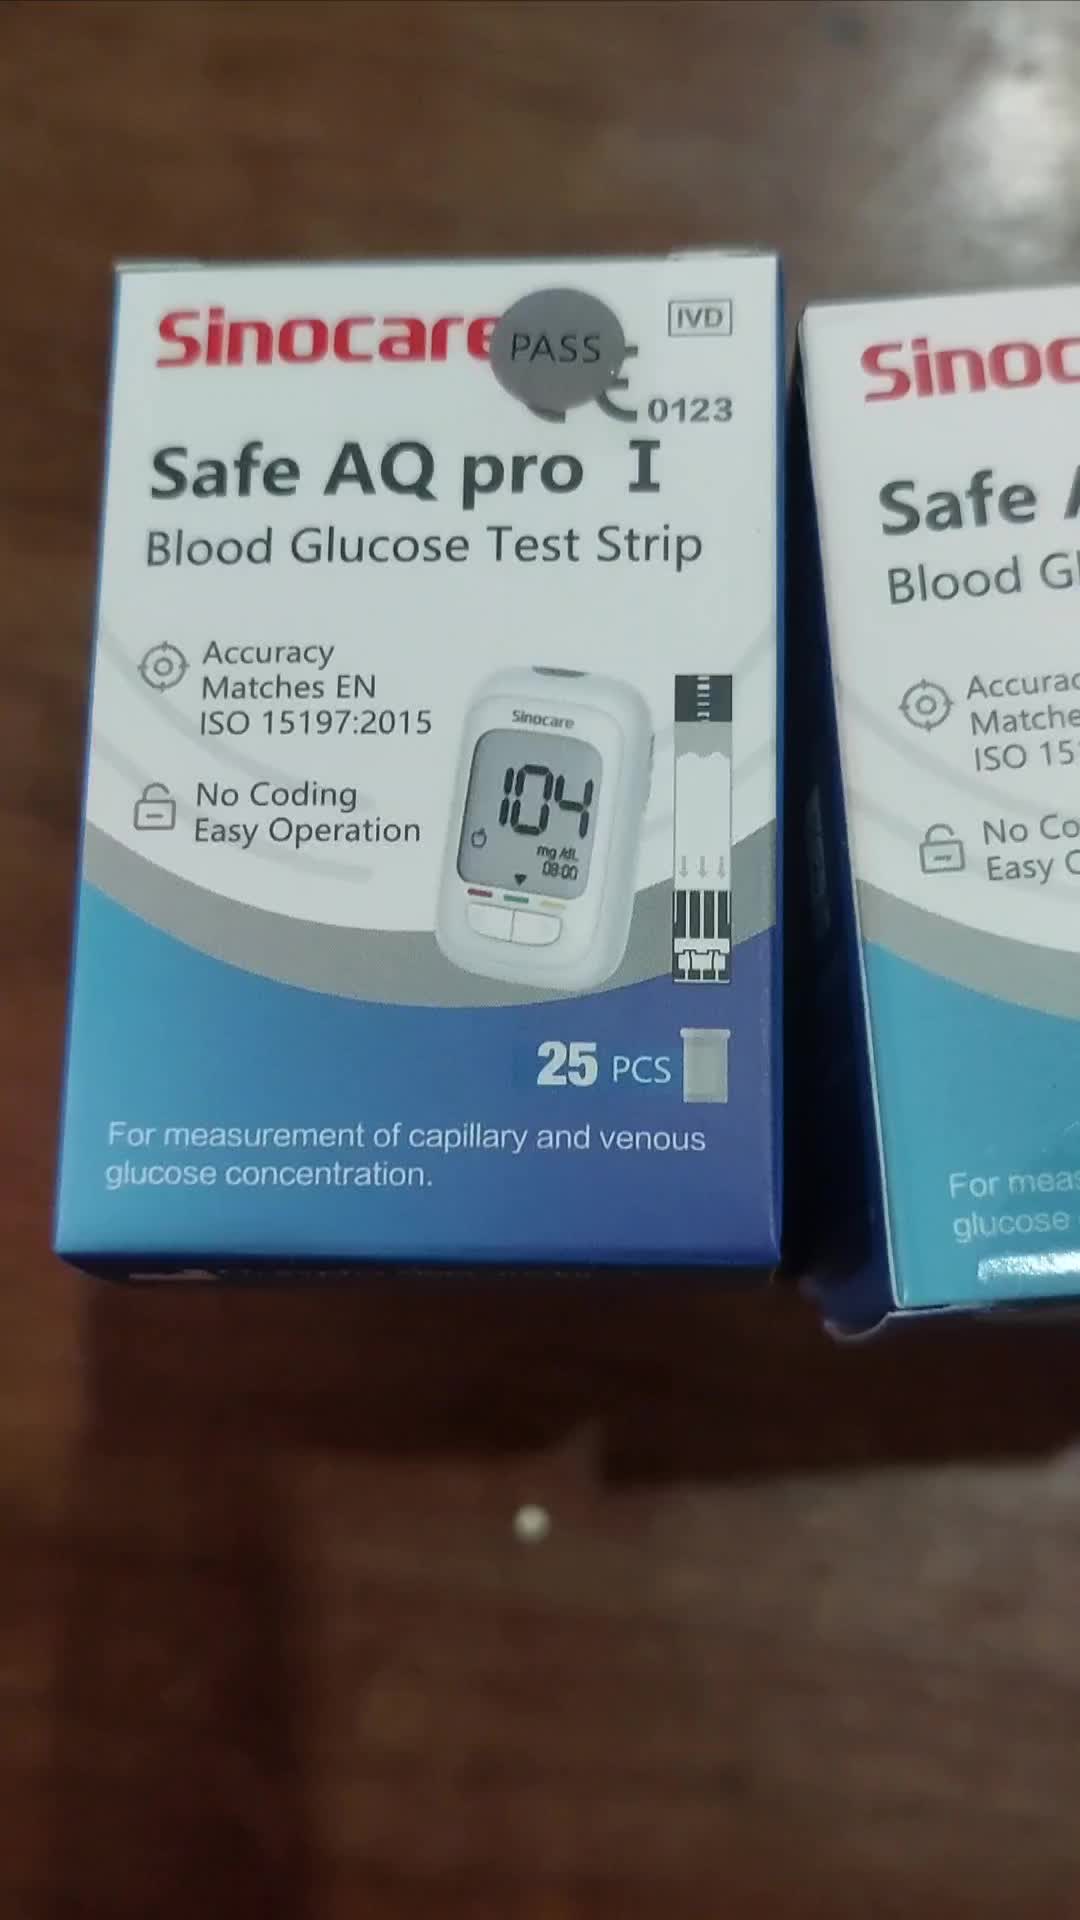 Sinocare
PASS
IVD
0123
Safe AQ pro I
Blood Glucose Test Strip
Accuracy
Matches EN
ISO 15197:2015
No Coding
Easy Operation
Sinocare
104
mg/dL
08:00
25 PCS
For measurement of capillary and venous
glucose concentration.
Sinoc
Safe
Blood Gl
Accurac
Matche
ISO 15
No Co
Easy
For meas
glucose